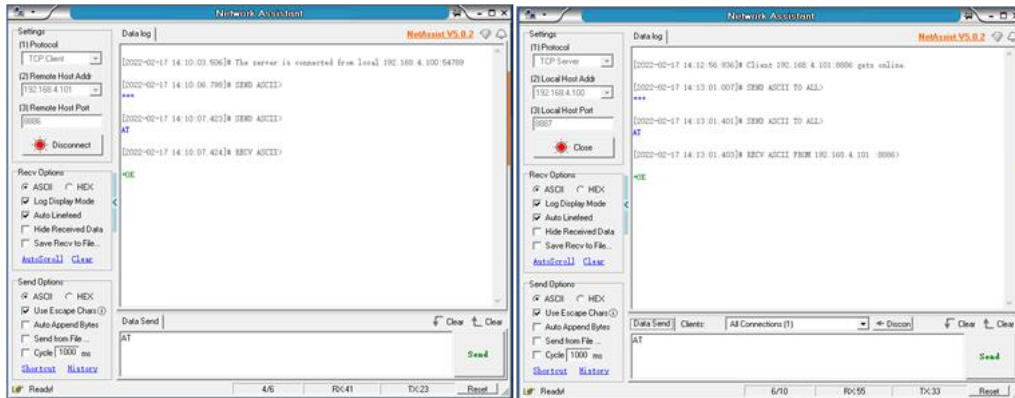 Network Assistant
Settings
(1) Protocol
TCP Client
(2) Remote Host Addr
192.168.4.101
(3) Remote Host Port
8886
Disconnect
Recv Options
ASCII HEX
Log Display Mode
Auto Linefeed
Hide Received Data
Save Recv to File...
AutoScroll Clear
Send Options
ASCII HEX
Use Escape Chars
Auto Append Bytes
Send from File ...
Cycle 1000 ms
Shortcut History
Data log
NetAssist V5.0.2
[2022-02-17 14:10:03.506]# The server is connected from local 192.168.4.100:54789
[2022-02-17 14:10:06.798]# SEND ASCII>
+++
[2022-02-17 14:10:07.423]# SEND ASCII>
AT
[2022-02-17 14:10:07.424]# RECV ASCII>
+OK
Data Send
Clear Clear
AT
Send
Ready!
4/6
RX:41
TX:23
Reset
Network Assistant
Settings
(1) Protocol
TCP Server
(2) Local Host Addr
192.168.4.100
(3) Local Host Port
8887
Close
Recv Options
ASCII HEX
Log Display Mode
Auto Linefeed
Hide Received Data
Save Recv to File...
AutoScroll Clear
Send Options
ASCII HEX
Use Escape Chars
Auto Append Bytes
Send from File ...
Cycle 1000 ms
Shortcut History
Data log
NetAssist V5.0.2
[2022-02-17 14:12:56.936]# Client 192.168.4.101:8886 gets online.
[2022-02-17 14:13:01.007]# SEND ASCII TO ALL>
+++
[2022-02-17 14:13:01.401]# SEND ASCII TO ALL>
AT
[2022-02-17 14:13:01.403]# RECV ASCII FROM 192.168.4.101 :8886>
+OK
Data Send Clients: All Connections (1) Discon
Clear Clear
AT
Send
Ready!
6/10
RX:55
TX:33
Reset